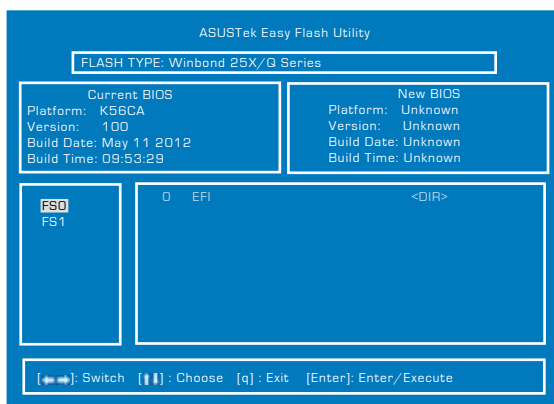 ASUSTek Easy Flash Utility
FLASH TYPE: Winbond 25X/Q Series
Current BIOS
Platform: K56CA
Version: 100
Build Date: May 11 2012
Build Time: 09:53:29
New BIOS
Platform: Unknown
Version: Unknown
Build Date: Unknown
Build Time: Unknown
FS0
FS1
0 EFI <DIR>
[←→]: Switch [↑↓] : Choose [q] : Exit [Enter]: Enter/Execute